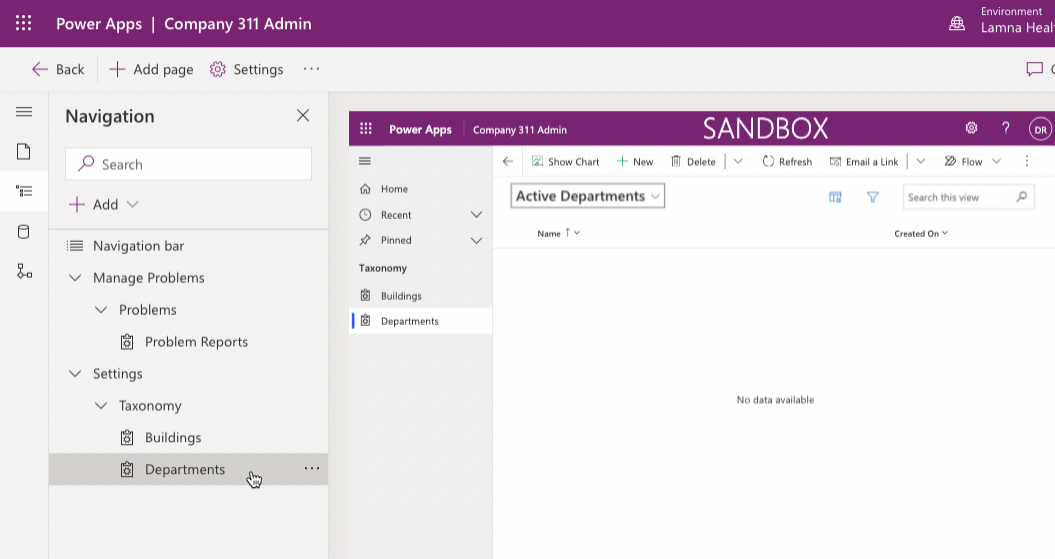 Power Apps | Company 311 Admin
Environment
Lamna Heal
Back
Add page
Settings
Navigation
Search
Add
Navigation bar
Manage Problems
Problems
Problem Reports
Settings
Taxonomy
Buildings
Departments
Power Apps
Company 311 Admin
SANDBOX
?
DR
Show Chart
New
Delete
Refresh
Email a Link
Flow
Home
Recent
Pinned
Taxonomy
Buildings
Departments
Active Departments
Search this view
Name
Created On
No data available